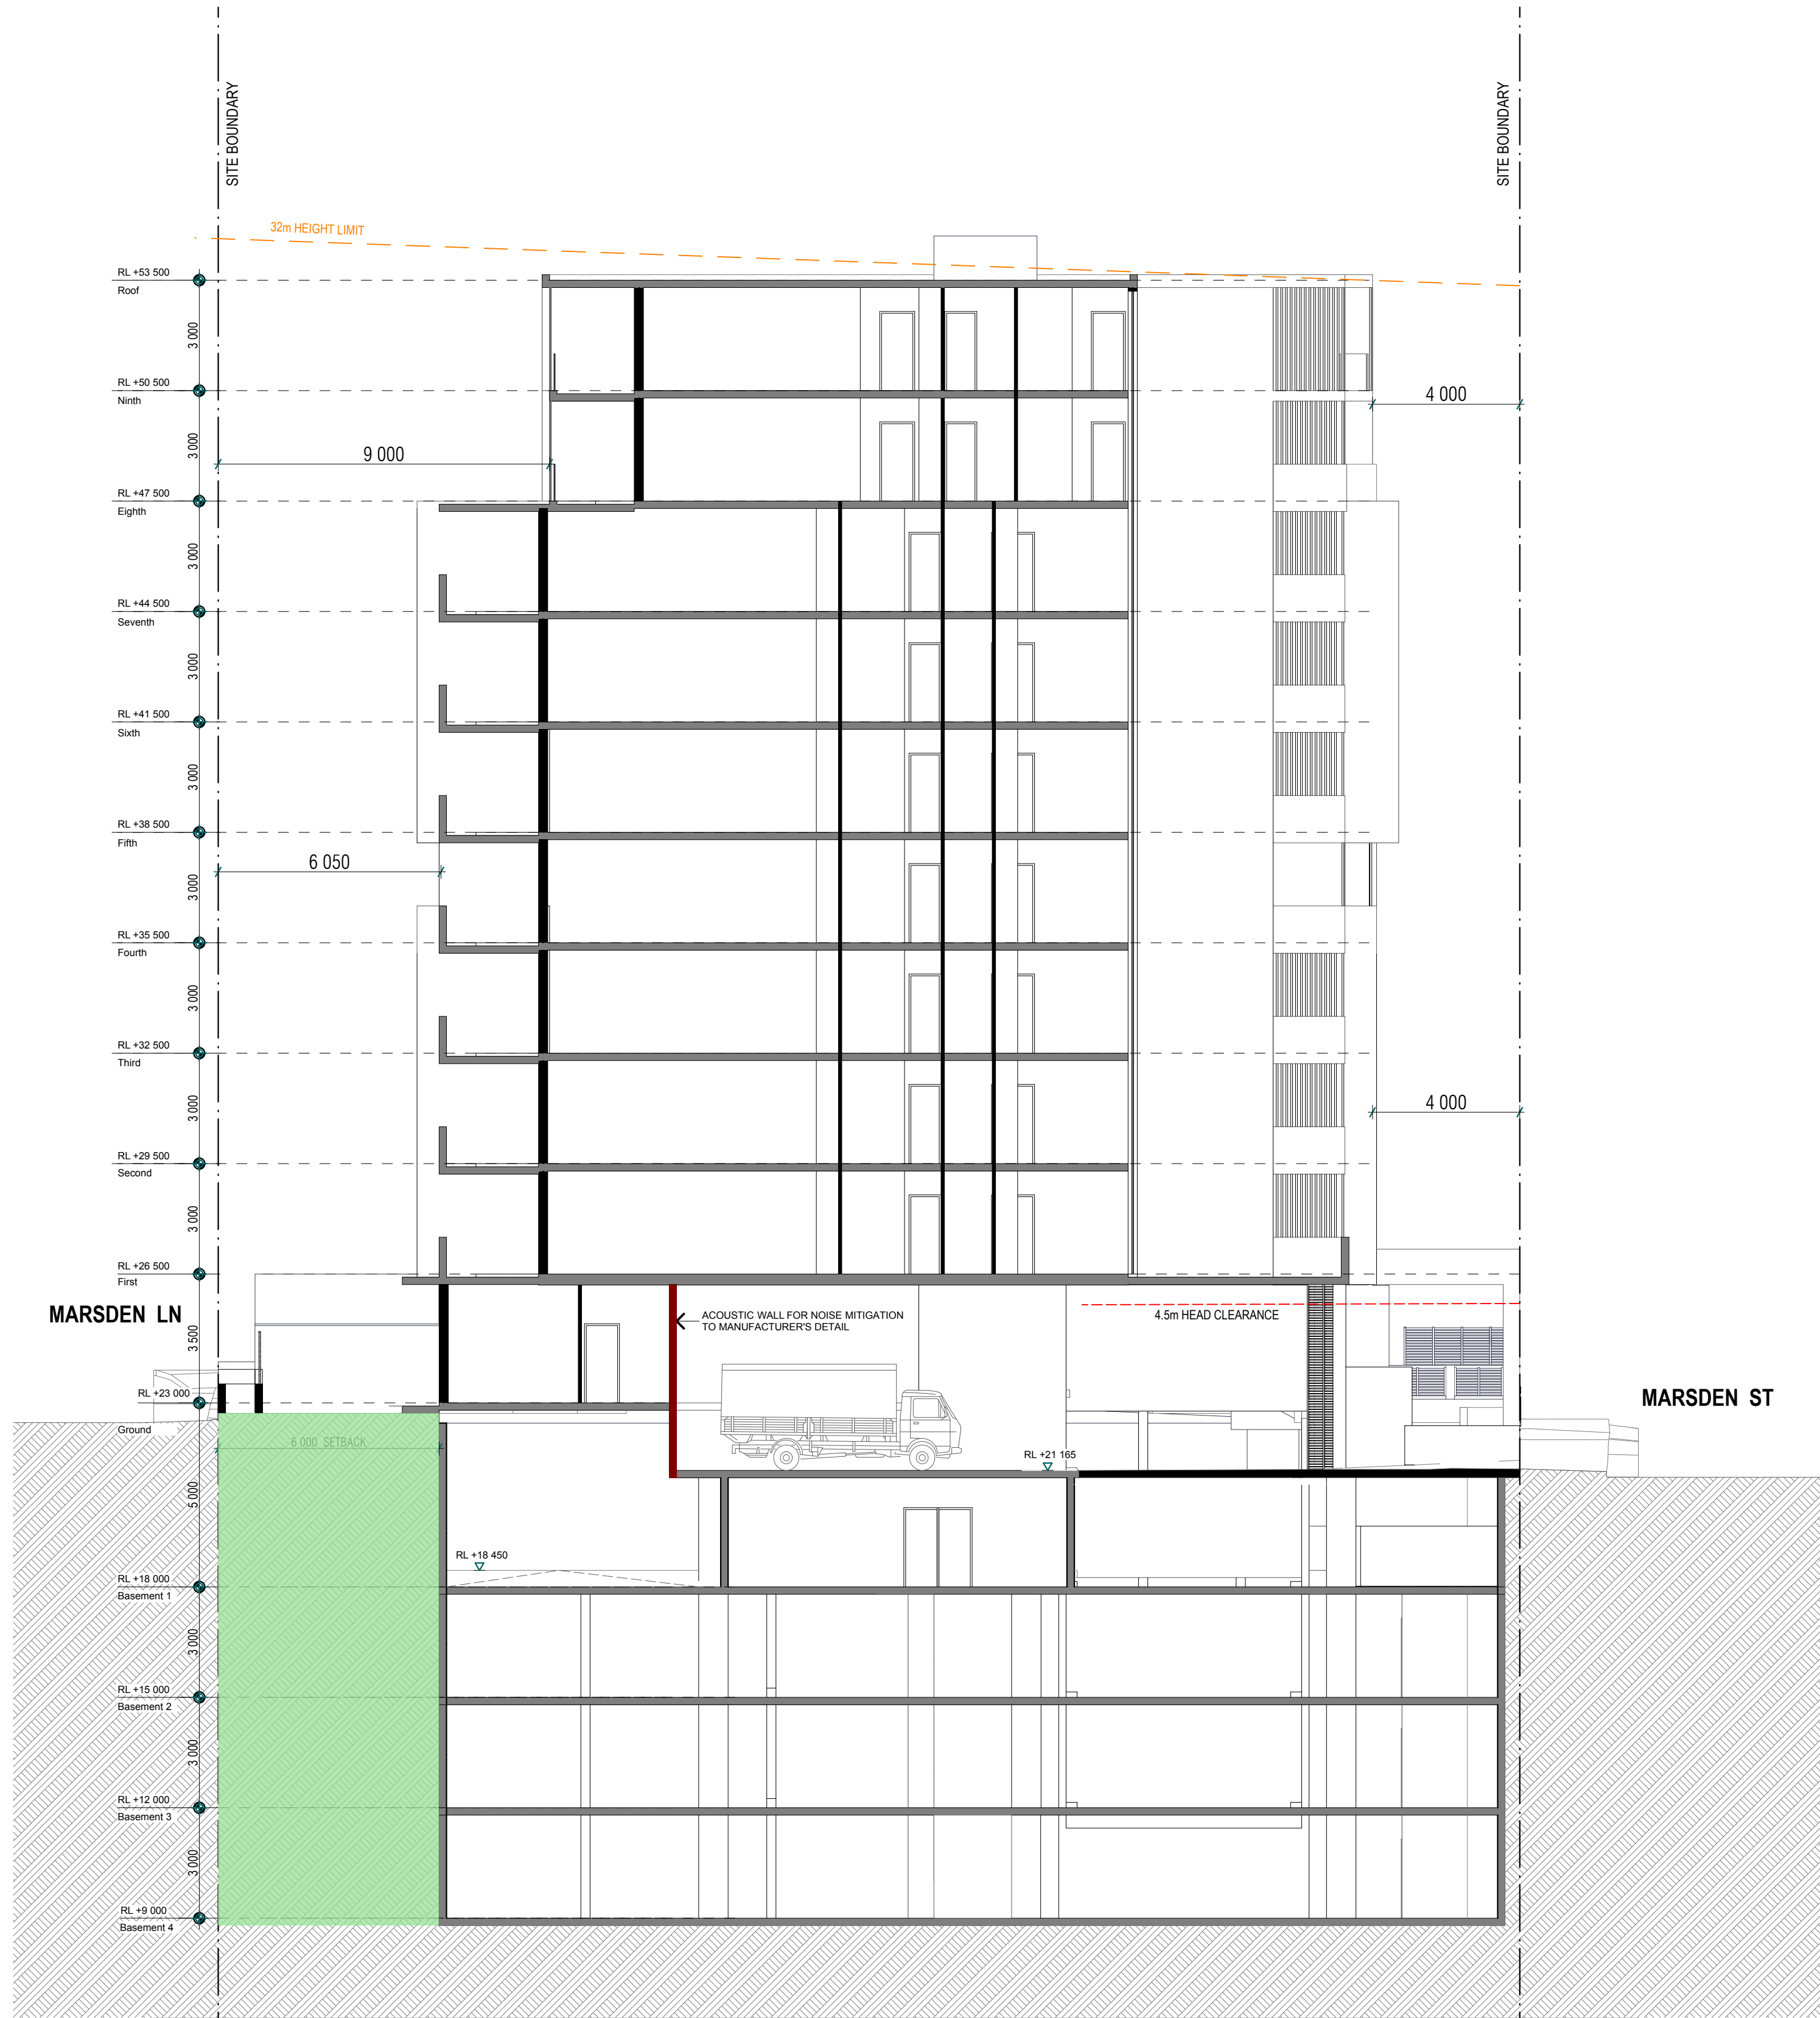 SITE BOUNDARY
SITE BOUNDARY
32m HEIGHT LIMIT
RL +53 500
Roof
3 000
RL +50 500
Ninth
4 000
3 000
9 000
RL +47 500
Eighth
3 000
RL +44 500
Seventh
3 000
RL +41 500
Sixth
3 000
RL +38 500
Fifth
6 050
3 000
RL +35 500
Fourth
3 000
RL +32 500
Third
3 000
4 000
RL +29 500
Second
3 000
RL +26 500
First
MARSDEN LN
ACOUSTIC WALL FOR NOISE MITIGATION
TO MANUFACTURER'S DETAIL
4.5m HEAD CLEARANCE
3 500
RL +23 000
Ground
MARSDEN ST
6 000 SETBACK
RL +21 165
5 000
RL +18 450
RL +18 000
Basement 1
3 000
RL +15 000
Basement 2
3 000
RL +12 000
Basement 3
3 000
RL +9 000
Basement 4